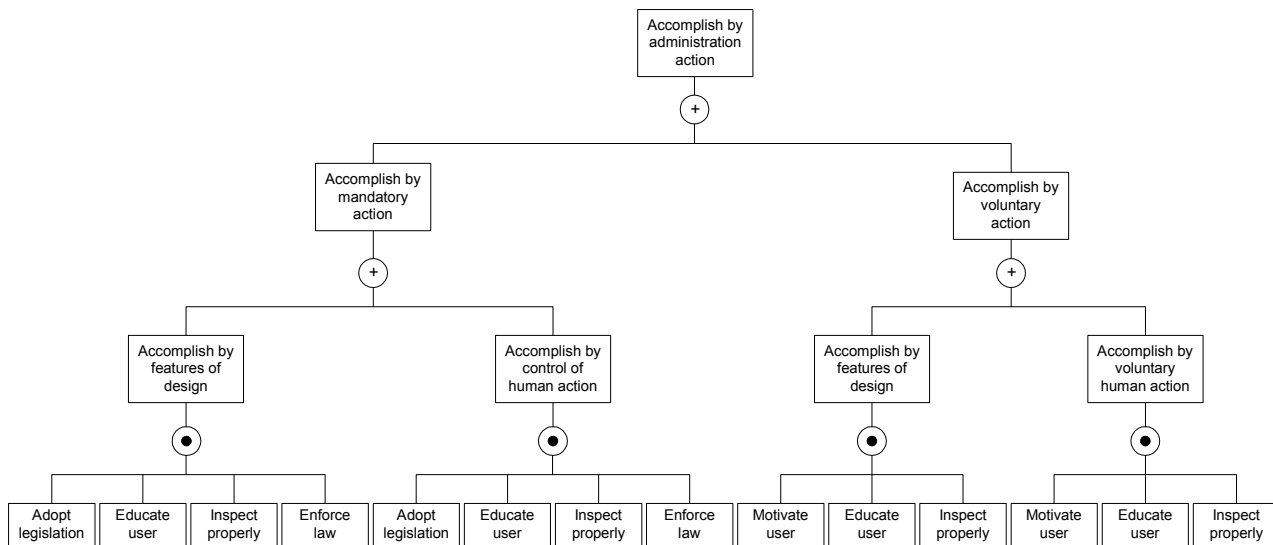 Accomplish by
administration
action
+
Accomplish by
mandatory
action
Accomplish by
voluntary
action
+
+
Accomplish by
features of
design
Accomplish by
control of
human action
Accomplish by
features of
design
Accomplish by
voluntary
human action
Adopt
legislation
Educate
user
Inspect
properly
Enforce
law
Adopt
legislation
Educate
user
Inspect
properly
Enforce
law
Motivate
user
Educate
user
Inspect
properly
Motivate
user
Educate
user
Inspect
properly